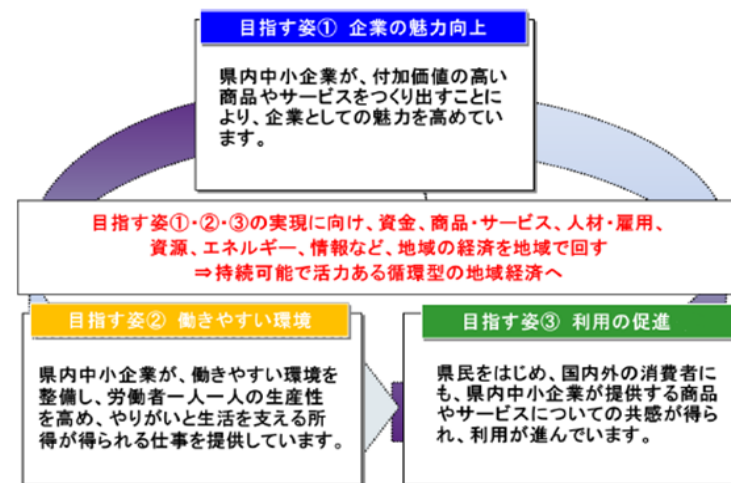 目指す姿① 企業の魅力向上
県内中小企業が、付加価値の高い
商品やサービスをつくり出すことに
より、企業としての魅力を高めてい
ます。
目指す姿①・②・③の実現に向け、資金、商品・サービス、人材・雇用、
資源、エネルギー、情報など、地域の経済を地域で回す
⇒持続可能で活力ある循環型の地域経済へ
目指す姿② 働きやすい環境
県内中小企業が、働きやすい環境を
整備し、労働者一人一人の生産性
を高め、やりがいと生活を支える所
得が得られる仕事を提供しています。
目指す姿③ 利用の促進
県民をはじめ、国内外の消費者に
も、県内中小企業が提供する商品
やサービスについての共感が得ら
れ、利用が進んでいます。